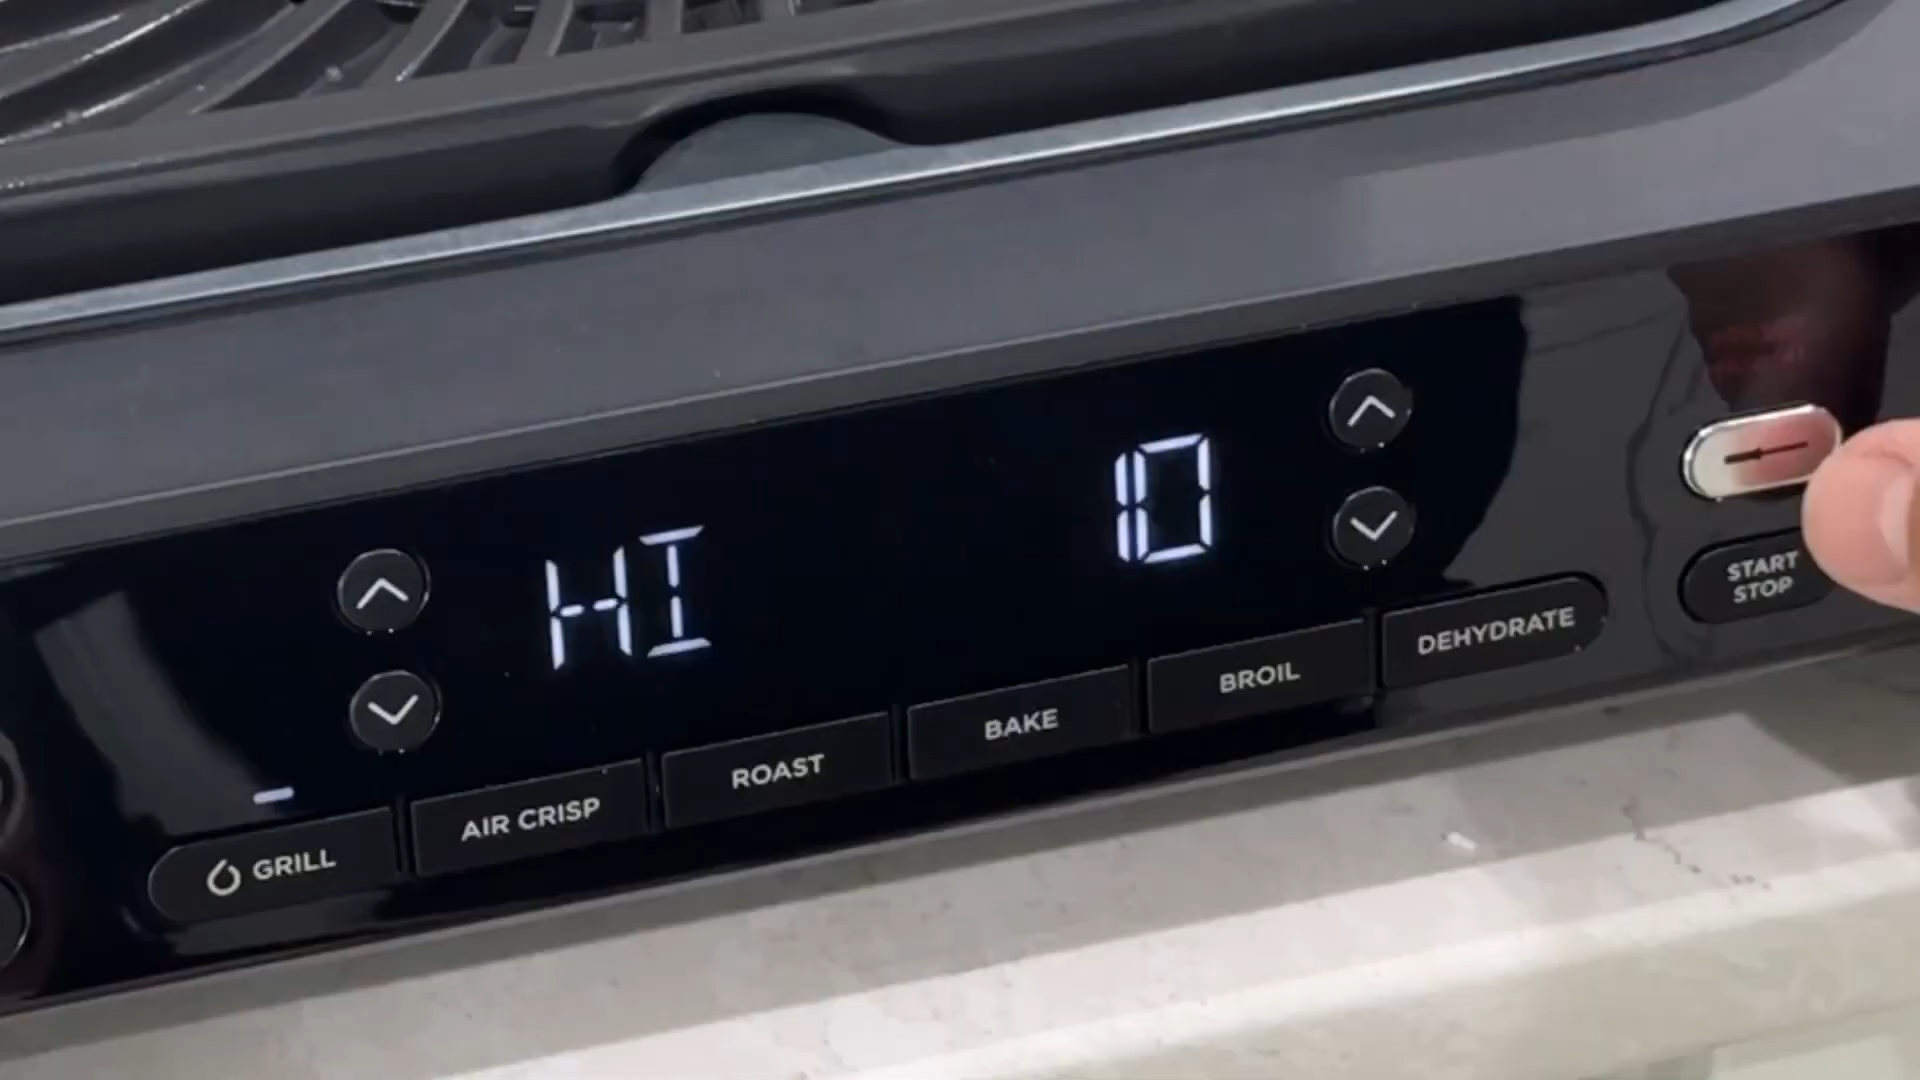 HI
10
START
STOP
DEHYDRATE
BROIL
BAKE
ROAST
AIR CRISP
GRILL